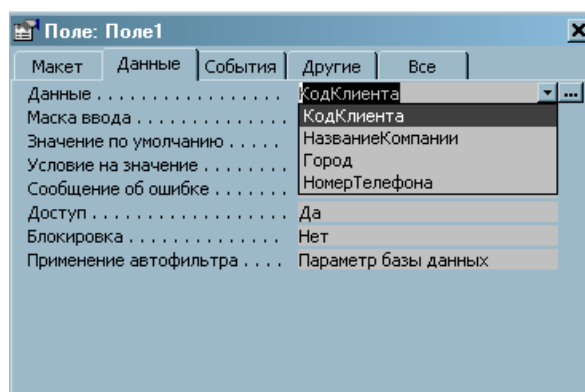 Поле: Поле1
Макет Данные События Другие Все
Данные . . . . . . . . . . . . . . . . . КодКлиента ...
Маска ввода . . . . . . . . . . . . . . КодКлиента
Значение по умолчанию . . . . . НазваниеКомпании
Условие на значение . . . . . . . . Город
Сообщение об ошибке . . . . . . . НомерТелефона
Доступ . . . . . . . . . . . . . . . . . . Да
Блокировка . . . . . . . . . . . . . . Нет
Применение автофильтра . . . . Параметр базы данных